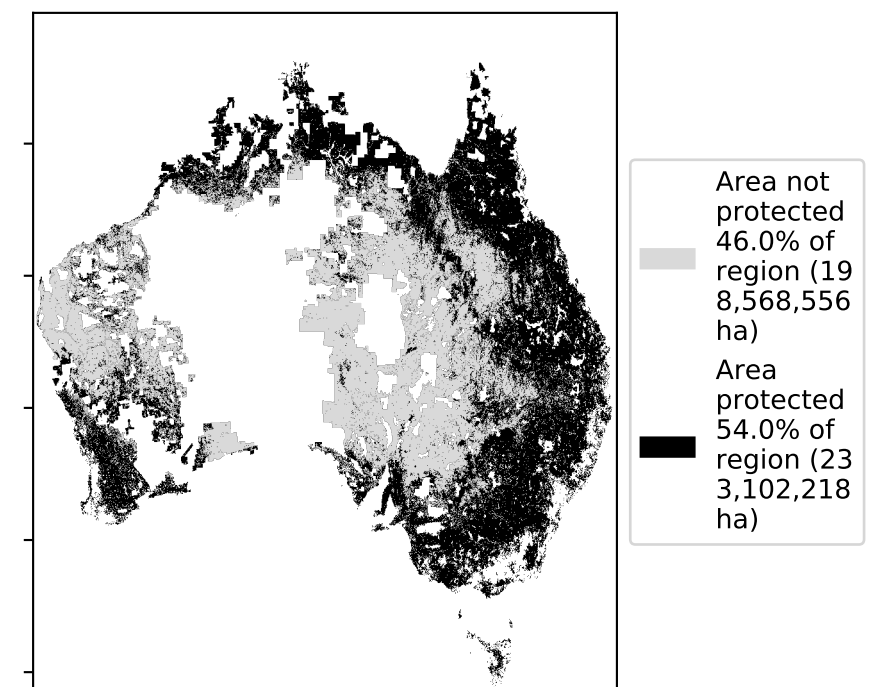 Area not
protected
46.0% of
region (19
8,568,556
ha)
Area
protected
54.0% of
region (23
3,102,218
ha)